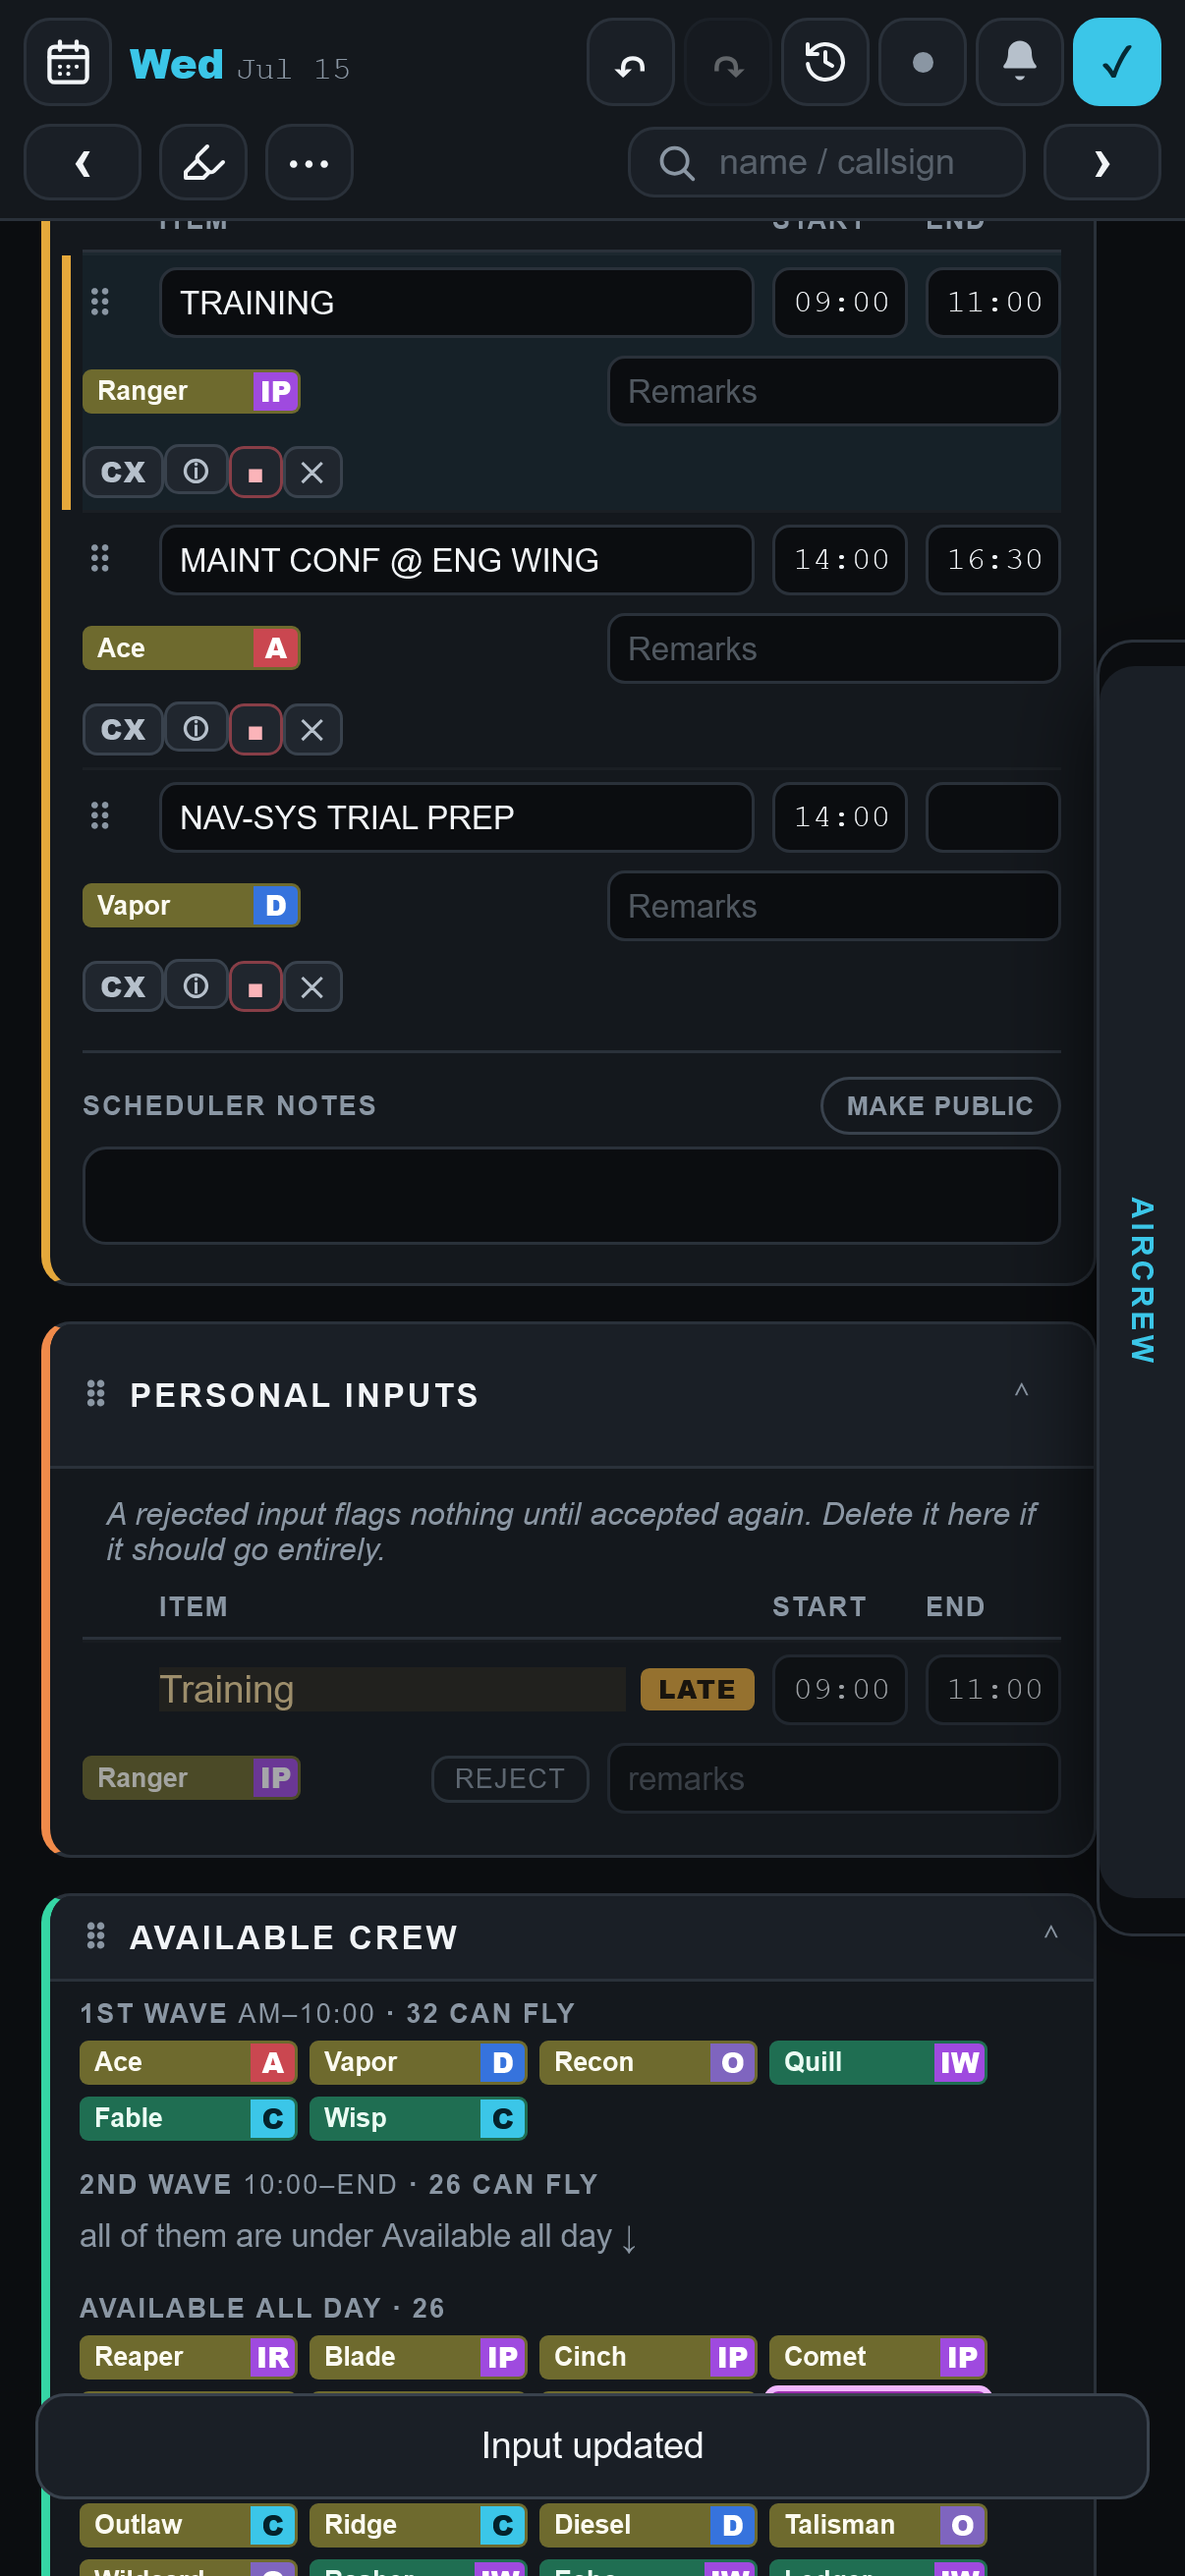 Wed Jul 15
name / callsign
ITEM START END
TRAINING 09:00 11:00
Ranger IP Remarks
CX
MAINT CONF @ ENG WING 14:00 16:30
Ace A Remarks
CX
NAV-SYS TRIAL PREP 14:00
Vapor D Remarks
CX
SCHEDULER NOTES MAKE PUBLIC
AIRCREW
PERSONAL INPUTS
A rejected input flags nothing until accepted again. Delete it here if
it should go entirely.
ITEM START END
Training LATE 09:00 11:00
Ranger IP REJECT remarks
AVAILABLE CREW
1ST WAVE AM–10:00 · 32 CAN FLY
Ace A Vapor D Recon O Quill IW
Fable C Wisp C
2ND WAVE 10:00–END · 26 CAN FLY
all of them are under Available all day ↓
AVAILABLE ALL DAY · 26
Reaper IR Blade IP Cinch IP Comet IP
Input updated
Outlaw C Ridge C Diesel D Talisman O